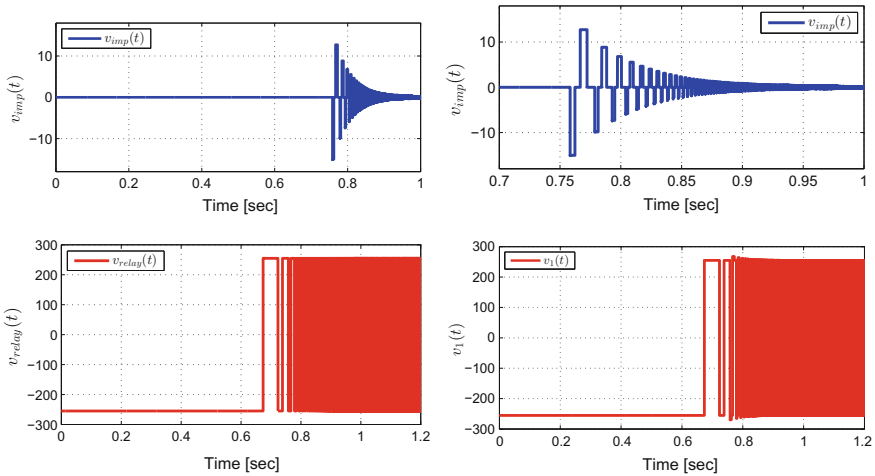 v_imp(t)
10
0
−10
v_imp(t)
0 0.2 0.4 0.6 0.8 1
Time [sec]
v_imp(t)
10
0
−10
v_imp(t)
0.7 0.75 0.8 0.85 0.9 0.95 1
Time [sec]
v_relay(t)
300
200
100
0
−100
−200
−300
v_relay(t)
0 0.2 0.4 0.6 0.8 1 1.2
Time [sec]
v_1(t)
300
200
100
0
−100
−200
−300
v_1(t)
0 0.2 0.4 0.6 0.8 1 1.2
Time [sec]